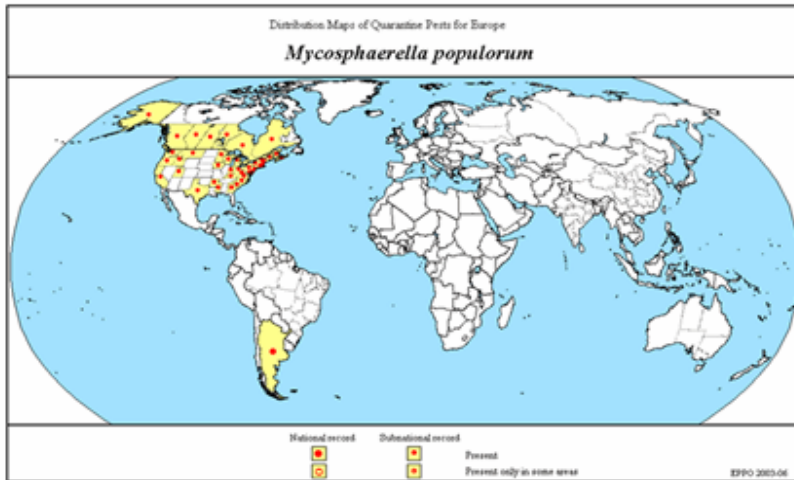 Distribution Maps of Quarantine Pests for Europe
Mycosphaerella populorum
National record Subnational record
Present
Present only in some areas
EPPO 2003-06